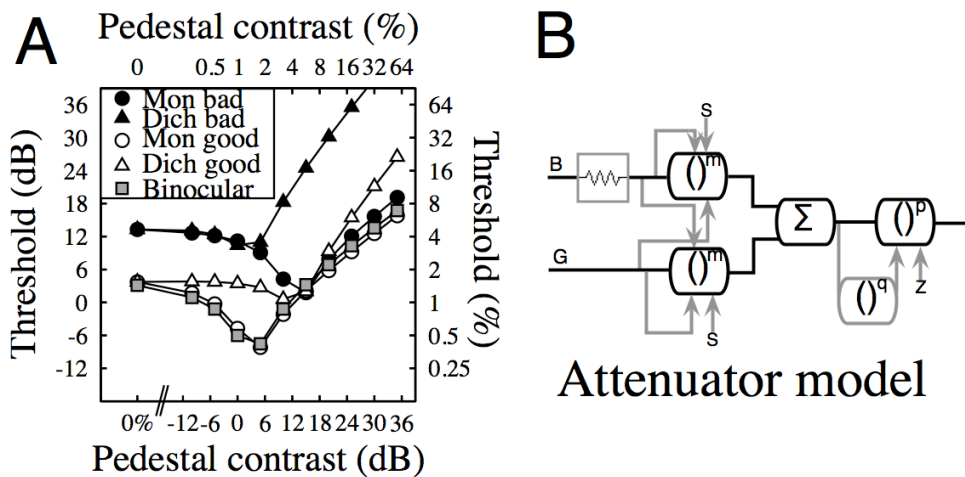 A
Pedestal contrast (%)
0 0.5 1 2 4 8 16 32 64
Mon bad
Dich bad
Mon good
Dich good
Binocular
Threshold (dB)
36
30
24
18
12
6
0
-6
-12
64
32
16
8
4
2
1
0.5
0.25
Threshold (%)
0% -12 -6 0 6 12 18 24 30 36
Pedestal contrast (dB)
B
s
B
()m
Σ
()p
G
()m
()q
z
s
Attenuator model